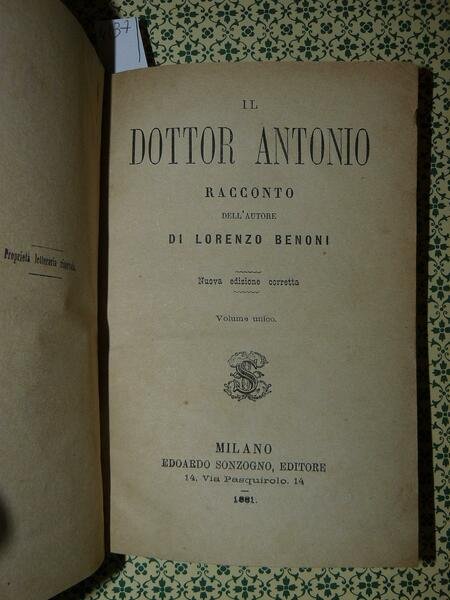 37
Proprietà letteraria riservata.
IL
DOTTOR ANTONIO
RACCONTO
DELL'AUTORE
DI LORENZO BENONI
Nuova edizione corretta
Volume unico.
S
MILANO
EDOARDO SONZOGNO, EDITORE
14, Via Pasquirolo, 14
1881.